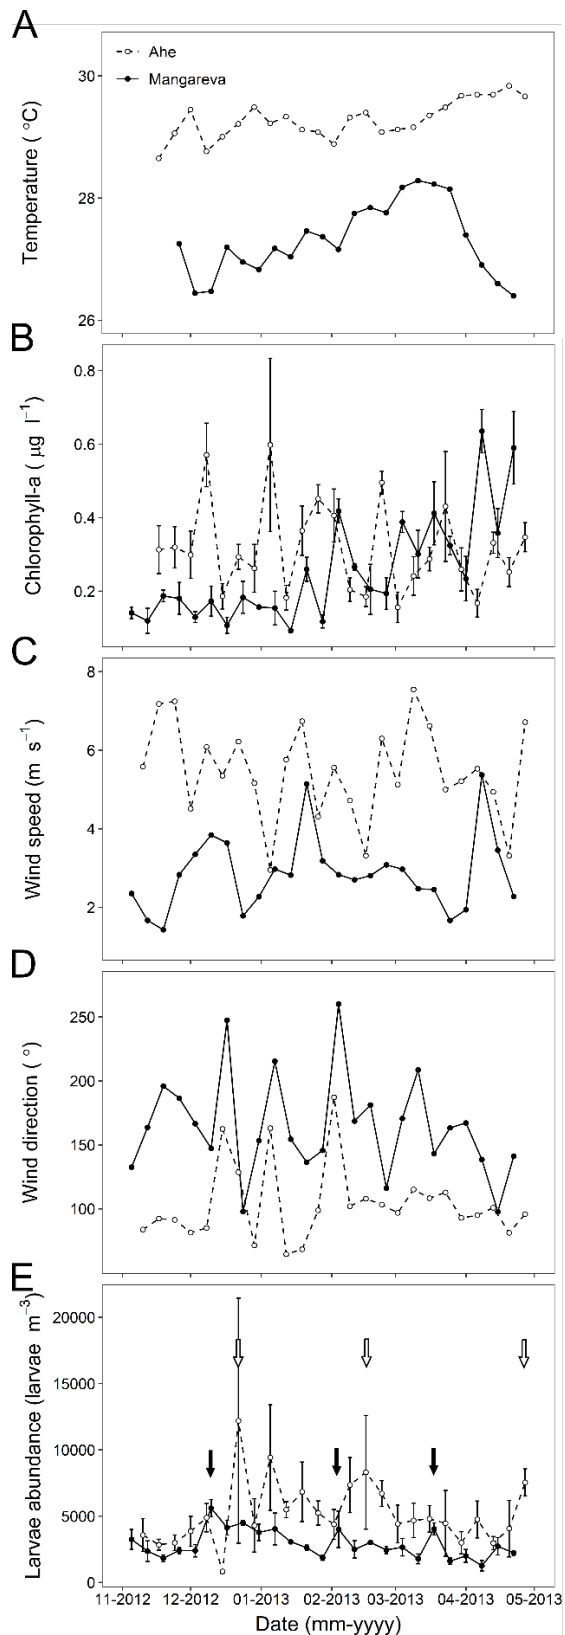 A
Ahe
Mangareva
30
28
26
Temperature ( °C)
B
0.8
0.6
0.4
0.2
Chlorophyll-a ( μg l⁻¹)
C
8
6
4
2
Wind speed (m s⁻¹)
D
250
200
150
100
Wind direction ( °)
E
20000
15000
10000
5000
0
Larvae abundance (larvae m⁻³)
11-2012 12-2012 01-2013 02-2013 03-2013 04-2013 05-2013
Date (mm-yyyy)